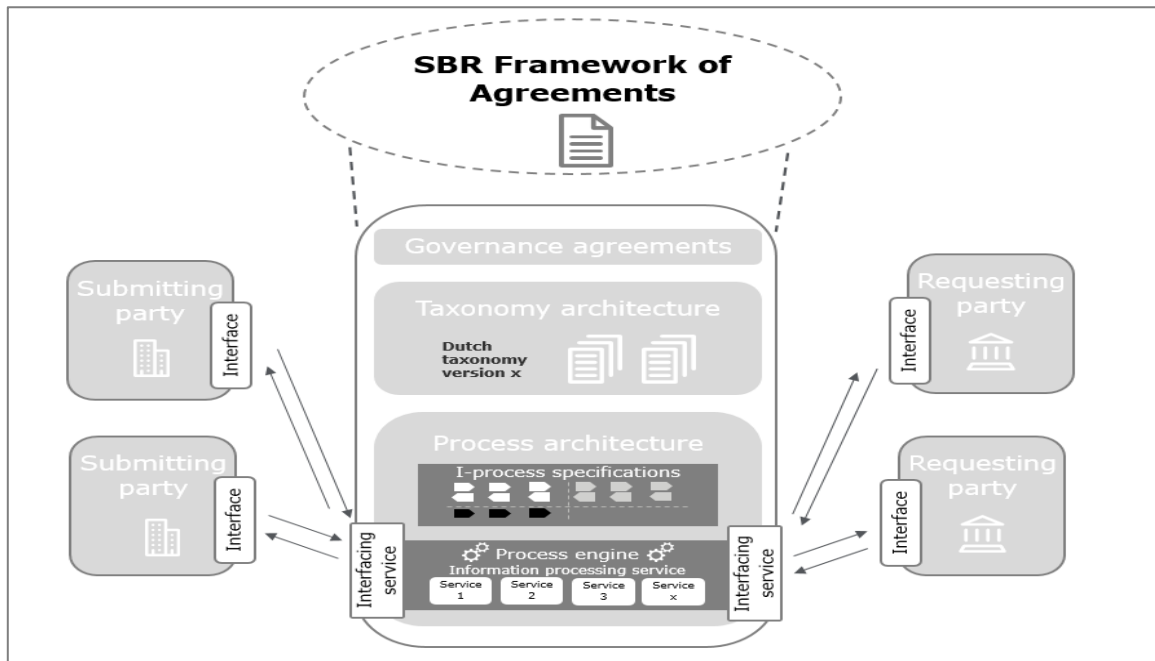 SBR Framework of
Agreements
Governance agreements
Taxonomy architecture
Dutch
taxonomy
version x
Process architecture
I-process specifications
Process engine
Information processing service
Service
1
Service
2
Service
3
Service
x
Interfacing
service
Interfacing
service
Submitting
party
Interface
Submitting
party
Interface
Requesting
party
Interface
Requesting
party
Interface